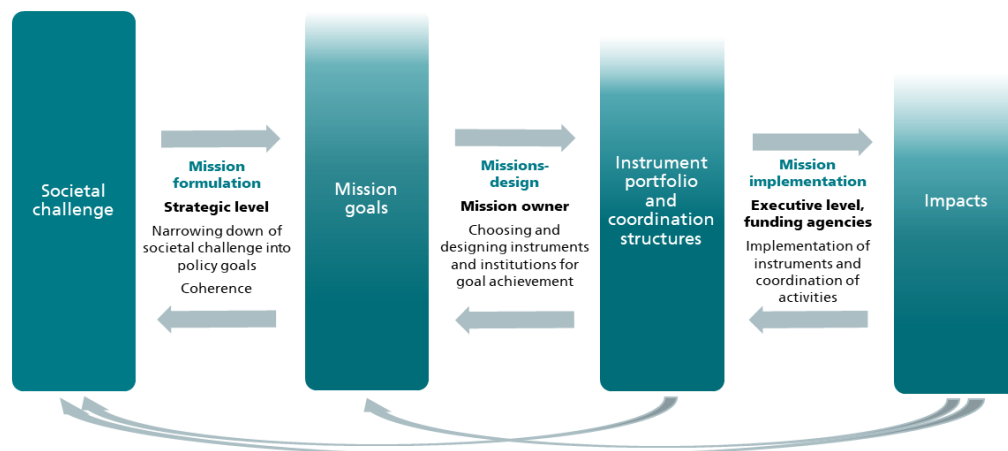 Societal
challenge
Mission
formulation
Strategic level
Narrowing down of
societal challenge into
policy goals
Coherence
Mission
goals
Missions-
design
Mission owner
Choosing and
designing instruments
and institutions for
goal achievement
Instrument
portfolio
and
coordination
structures
Mission
implementation
Executive level,
funding agencies
Implementation of
instruments and
coordination of
activities
Impacts